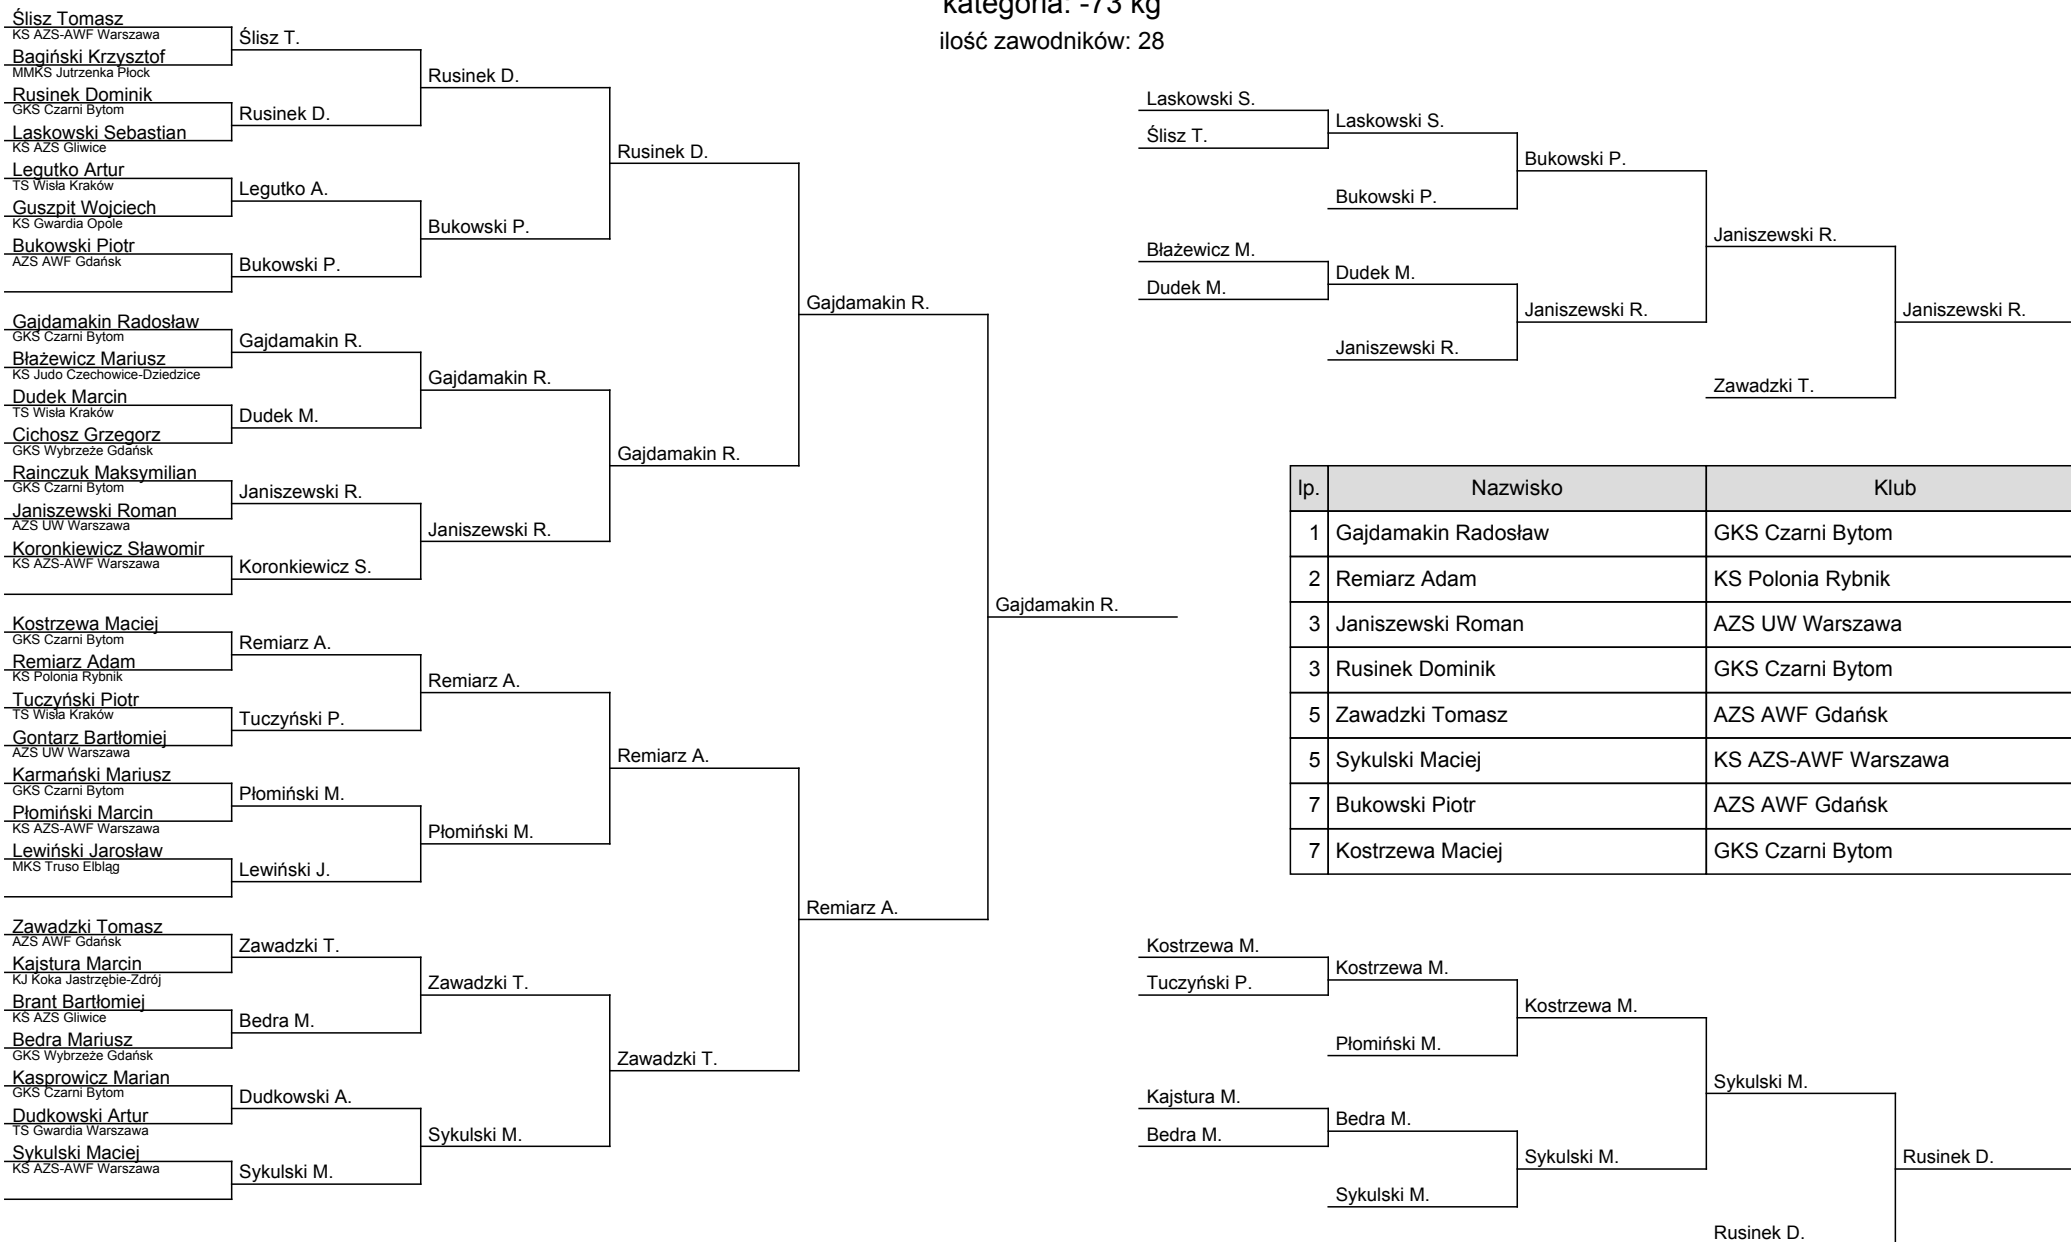 kategoria: -73 kg
ilość zawodników: 28
Ślisz Tomasz
KS AZS-AWF Warszawa
Bagiński Krzysztof
MMKS Jutrzenka Płock
Rusinek Dominik
GKS Czarni Bytom
Laskowski Sebastian
KS AZS Gliwice
Legutko Artur
TS Wisła Kraków
Guszpit Wojciech
KS Gwardia Opole
Bukowski Piotr
AZS AWF Gdańsk
Gajdamakin Radosław
GKS Czarni Bytom
Błażewicz Mariusz
KS Judo Czechowice-Dziedzice
Dudek Marcin
TS Wisła Kraków
Cichosz Grzegorz
GKS Wybrzeże Gdańsk
Rainczuk Maksymilian
GKS Czarni Bytom
Janiszewski Roman
AZS UW Warszawa
Koronkiewicz Sławomir
KS AZS-AWF Warszawa
Kostrzewa Maciej
GKS Czarni Bytom
Remiarz Adam
KS Polonia Rybnik
Tuczyński Piotr
TS Wisła Kraków
Gontarz Bartłomiej
AZS UW Warszawa
Karmański Mariusz
GKS Czarni Bytom
Płomiński Marcin
KS AZS-AWF Warszawa
Lewiński Jarosław
MKS Truso Elbląg
Zawadzki Tomasz
AZS AWF Gdańsk
Kajstura Marcin
KJ Koka Jastrzębie-Zdrój
Brant Bartłomiej
KS AZS Gliwice
Bedra Mariusz
GKS Wybrzeże Gdańsk
Kasprowicz Marian
GKS Czarni Bytom
Dudkowski Artur
TS Gwardia Warszawa
Sykulski Maciej
KS AZS-AWF Warszawa
Ślisz T.
Rusinek D.
Legutko A.
Bukowski P.
Gajdamakin R.
Dudek M.
Janiszewski R.
Koronkiewicz S.
Remiarz A.
Tuczyński P.
Płomiński M.
Lewiński J.
Zawadzki T.
Bedra M.
Dudkowski A.
Sykulski M.
Rusinek D.
Bukowski P.
Gajdamakin R.
Janiszewski R.
Remiarz A.
Płomiński M.
Zawadzki T.
Sykulski M.
Rusinek D.
Gajdamakin R.
Remiarz A.
Zawadzki T.
Gajdamakin R.
Remiarz A.
Gajdamakin R.
Laskowski S.
Ślisz T.
Błażewicz M.
Dudek M.
Laskowski S.
Bukowski P.
Dudek M.
Janiszewski R.
Bukowski P.
Janiszewski R.
Janiszewski R.
Zawadzki T.
Janiszewski R.
lp. Nazwisko Klub
1 Gajdamakin Radosław GKS Czarni Bytom
2 Remiarz Adam KS Polonia Rybnik
3 Janiszewski Roman AZS UW Warszawa
3 Rusinek Dominik GKS Czarni Bytom
5 Zawadzki Tomasz AZS AWF Gdańsk
5 Sykulski Maciej KS AZS-AWF Warszawa
7 Bukowski Piotr AZS AWF Gdańsk
7 Kostrzewa Maciej GKS Czarni Bytom
Kostrzewa M.
Tuczyński P.
Kajstura M.
Bedra M.
Kostrzewa M.
Płomiński M.
Bedra M.
Sykulski M.
Kostrzewa M.
Sykulski M.
Sykulski M.
Rusinek D.
Rusinek D.